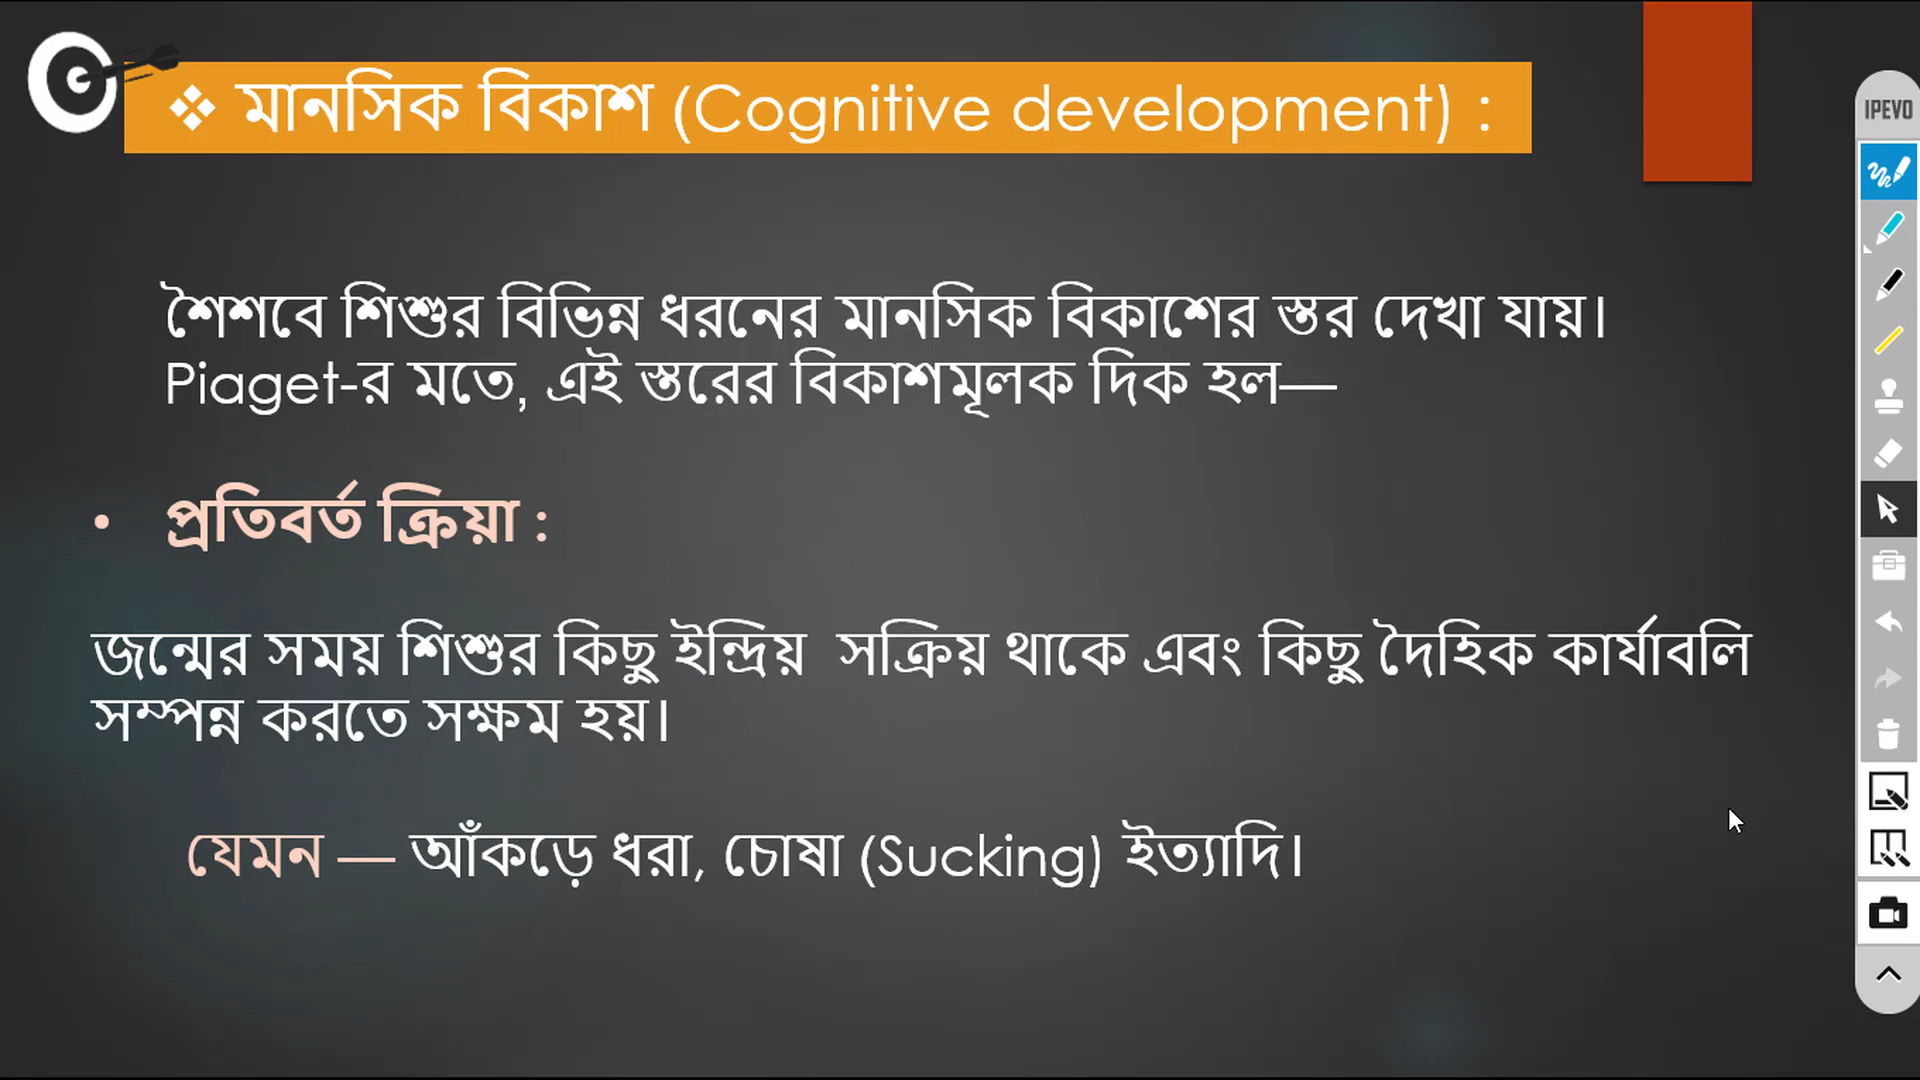 ❖ মানসিক বিকাশ (Cognitive development) :
IPEVO
শৈশবে শিশুর বিভিন্ন ধরনের মানসিক বিকাশের স্তর দেখা যায়।
Piaget-র মতে, এই স্তরের বিকাশমূলক দিক হল—
• প্রতিবর্ত ক্রিয়া :
জন্মের সময় শিশুর কিছু ইন্দ্রিয় সক্রিয় থাকে এবং কিছু দৈহিক কার্যাবলি
সম্পন্ন করতে সক্ষম হয়।
যেমন — আঁকড়ে ধরা, চোষা (Sucking) ইত্যাদি।